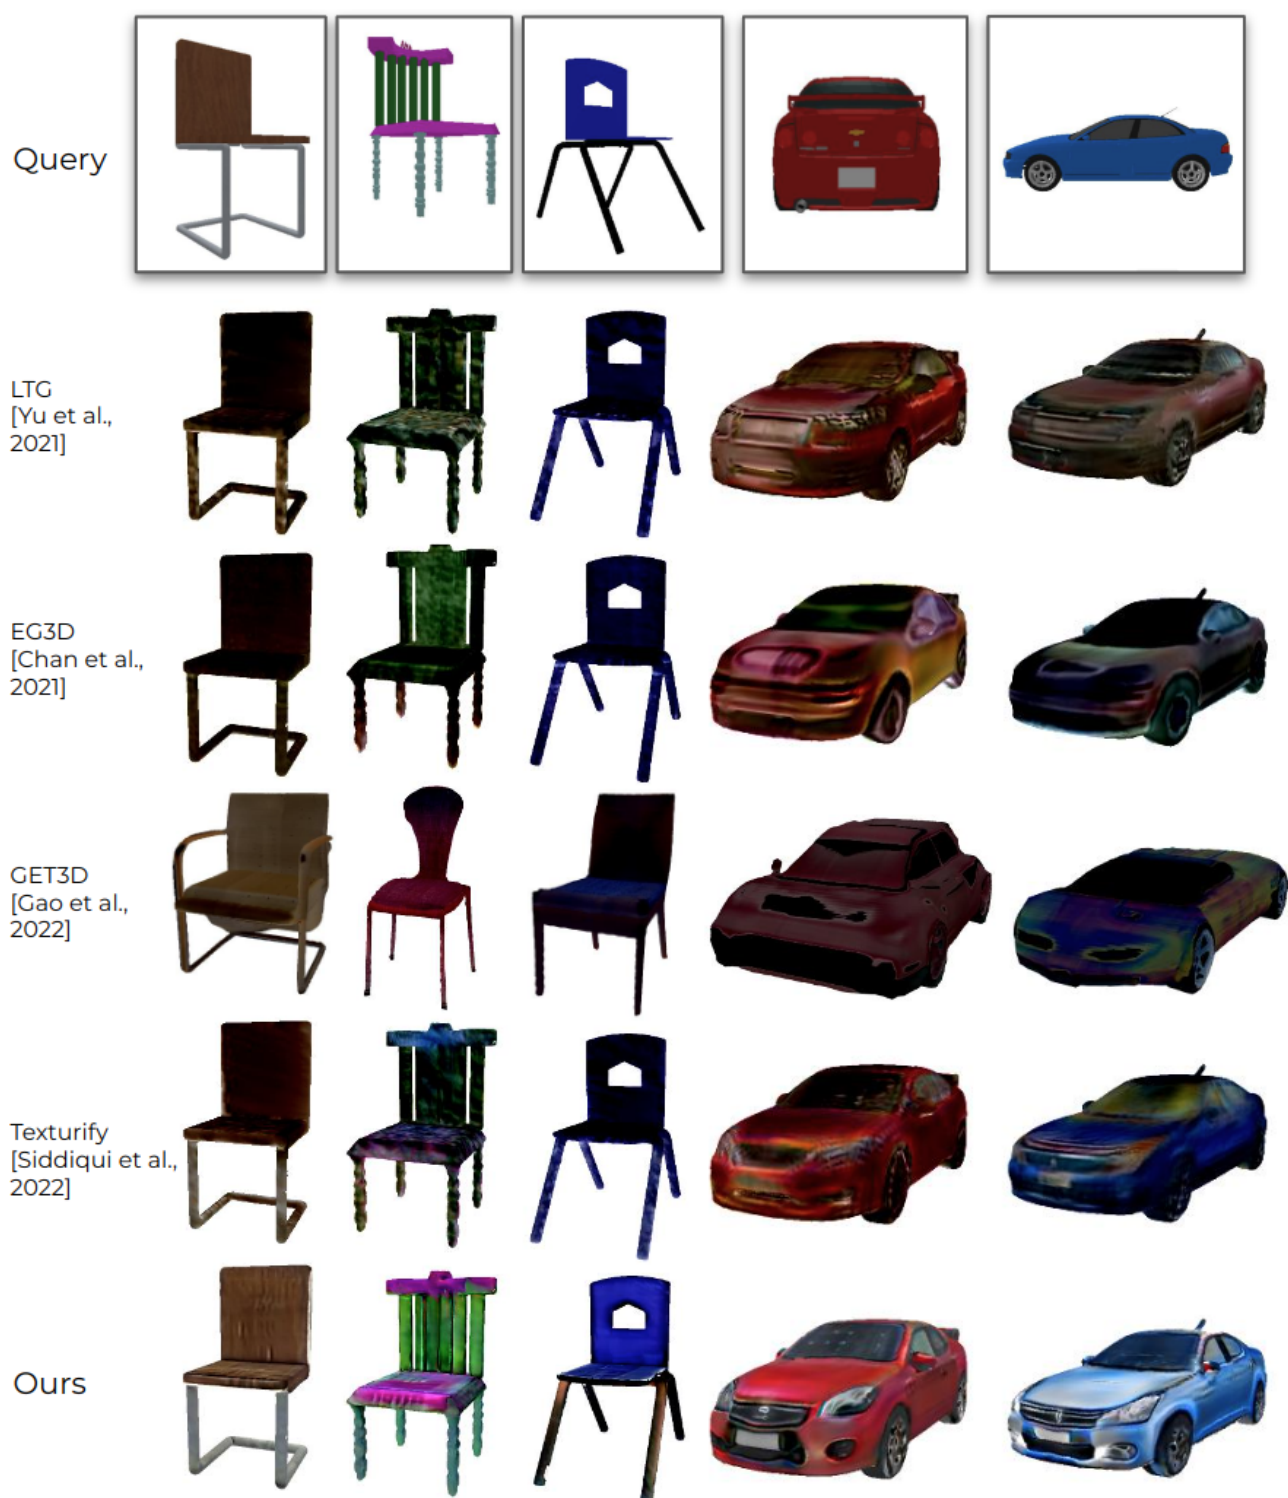 Query
LTG
[Yu et al.,
2021]
EG3D
[Chan et al.,
2021]
GET3D
[Gao et al.,
2022]
Texturify
[Siddiqui et al.,
2022]
Ours